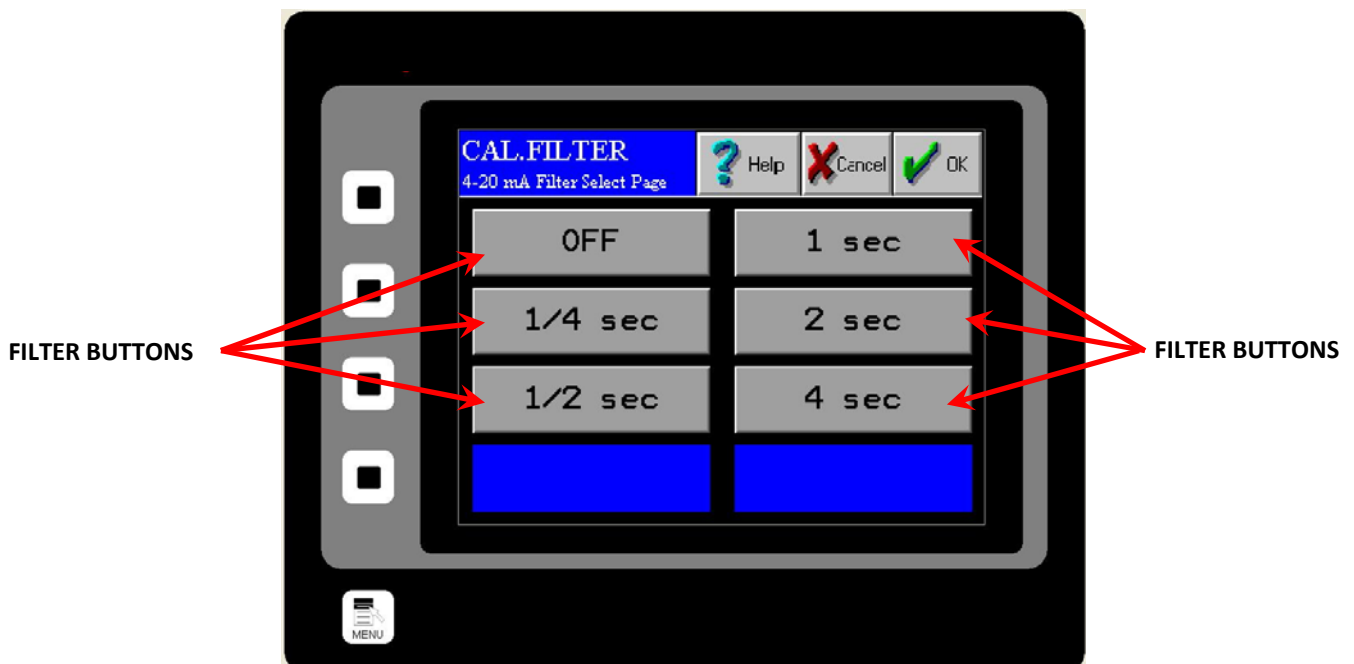 CAL.FILTER
4-20 mA Filter Select Page
Help
Cancel
OK
OFF
1 sec
1/4 sec
2 sec
FILTER BUTTONS
FILTER BUTTONS
1/2 sec
4 sec
MENU